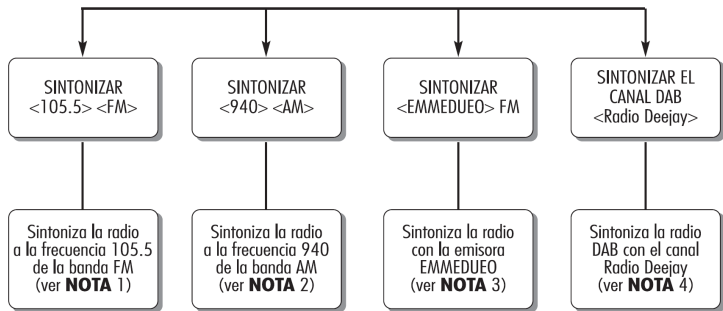 SINTONIZAR
<105.5> <FM>
SINTONIZAR
<940> <AM>
SINTONIZAR
<EMMEDUEO> FM
SINTONIZAR EL
CANAL DAB
<Radio Deejay>
Sintoniza la radio
a la frecuencia 105.5
de la banda FM
(ver NOTA 1)
Sintoniza la radio
a la frecuencia 940
de la banda AM
(ver NOTA 2)
Sintoniza la radio
con la emisora
EMMEDUEO
(ver NOTA 3)
Sintoniza la radio
DAB con el canal
Radio Deejay
(ver NOTA 4)